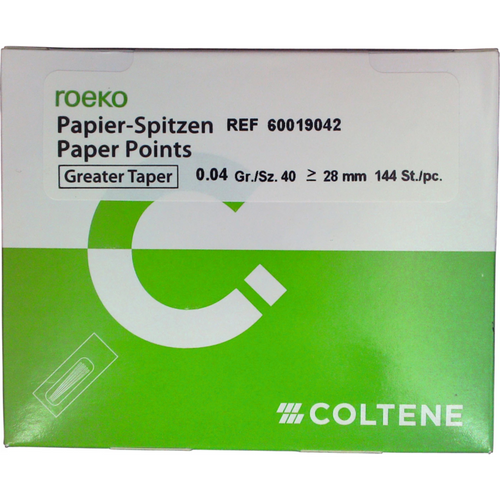 roeko
Papier-Spitzen REF 60019042
Paper Points
Greater Taper 0.04 Gr./Sz. 40 ≥ 28 mm 144 St./pc.
COLTENE